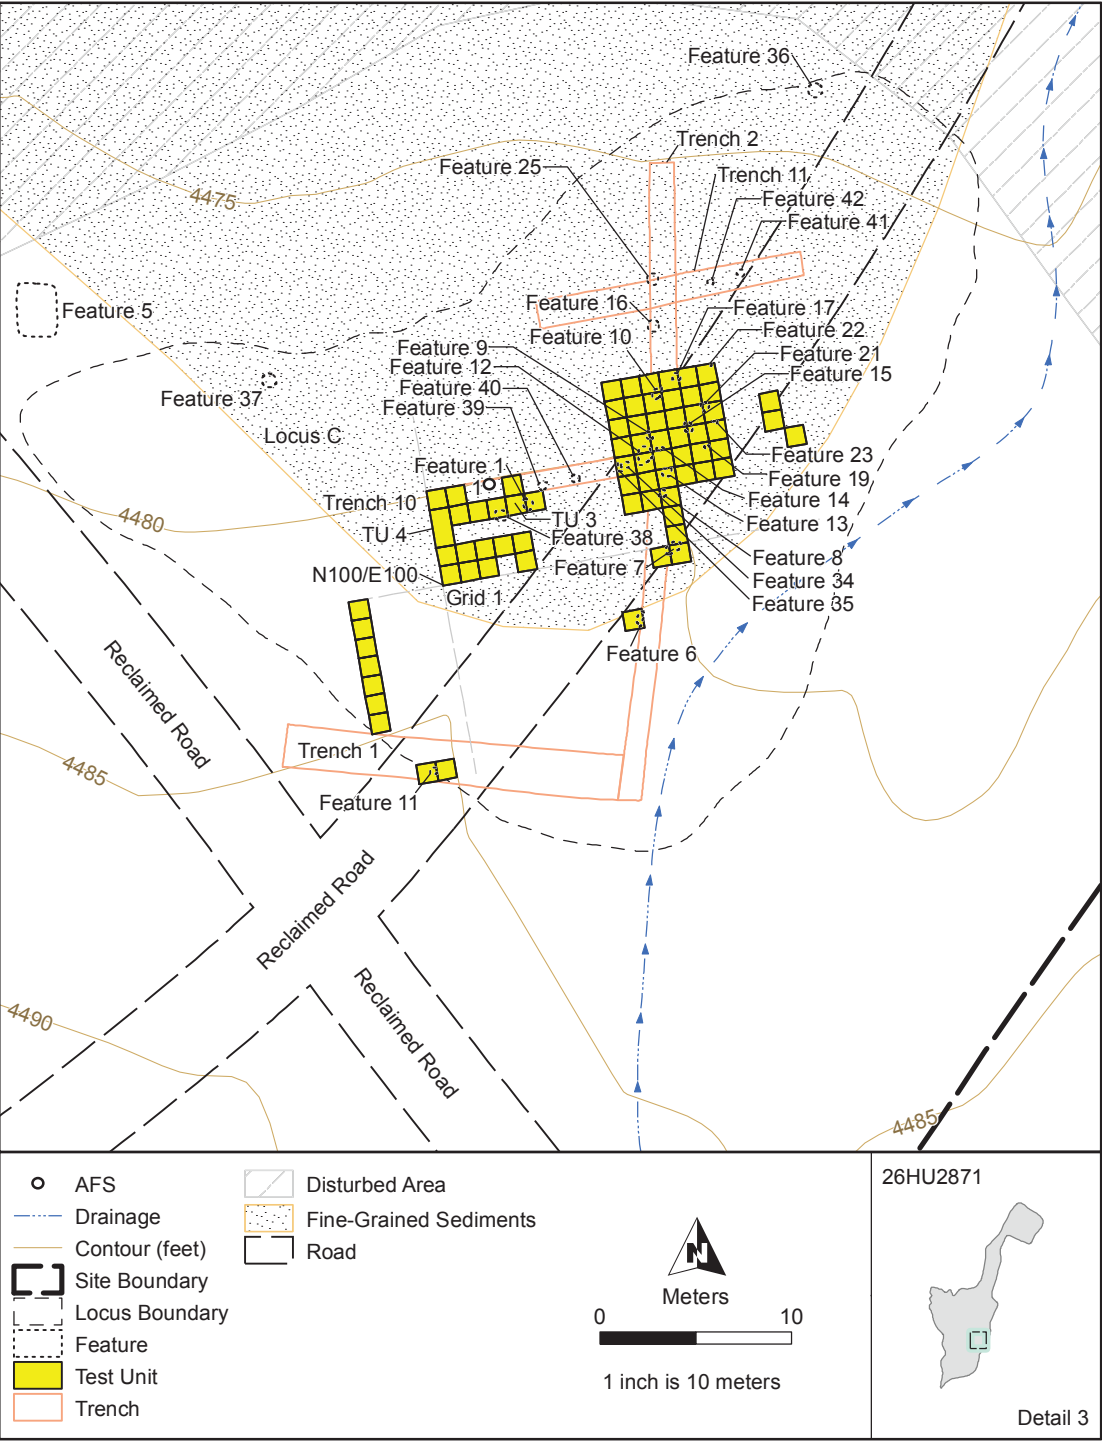 Feature 36
Trench 2
Feature 25
Trench 11
4475
Feature 42
Feature 41
Feature 5
Feature 16
Feature 17
Feature 10
Feature 22
Feature 9
Feature 21
Feature 12
Feature 15
Feature 40
Feature 37
Feature 39
Locus C
Feature 23
Feature 1
Feature 19
1
Trench 10
Feature 14
4480
TU 3
Feature 13
TU 4
Feature 38
Feature 8
Feature 7
N100/E100
Feature 34
Grid 1
Feature 35
Feature 6
Reclaimed Road
Trench 1
4485
Feature 11
Reclaimed Road
Reclaimed Road
4490
4485
AFS
Drainage
Contour (feet)
Site Boundary
Locus Boundary
Feature
Test Unit
Trench
Disturbed Area
Fine-Grained Sediments
Road
N
Meters
0 10
1 inch is 10 meters
26HU2871
Detail 3